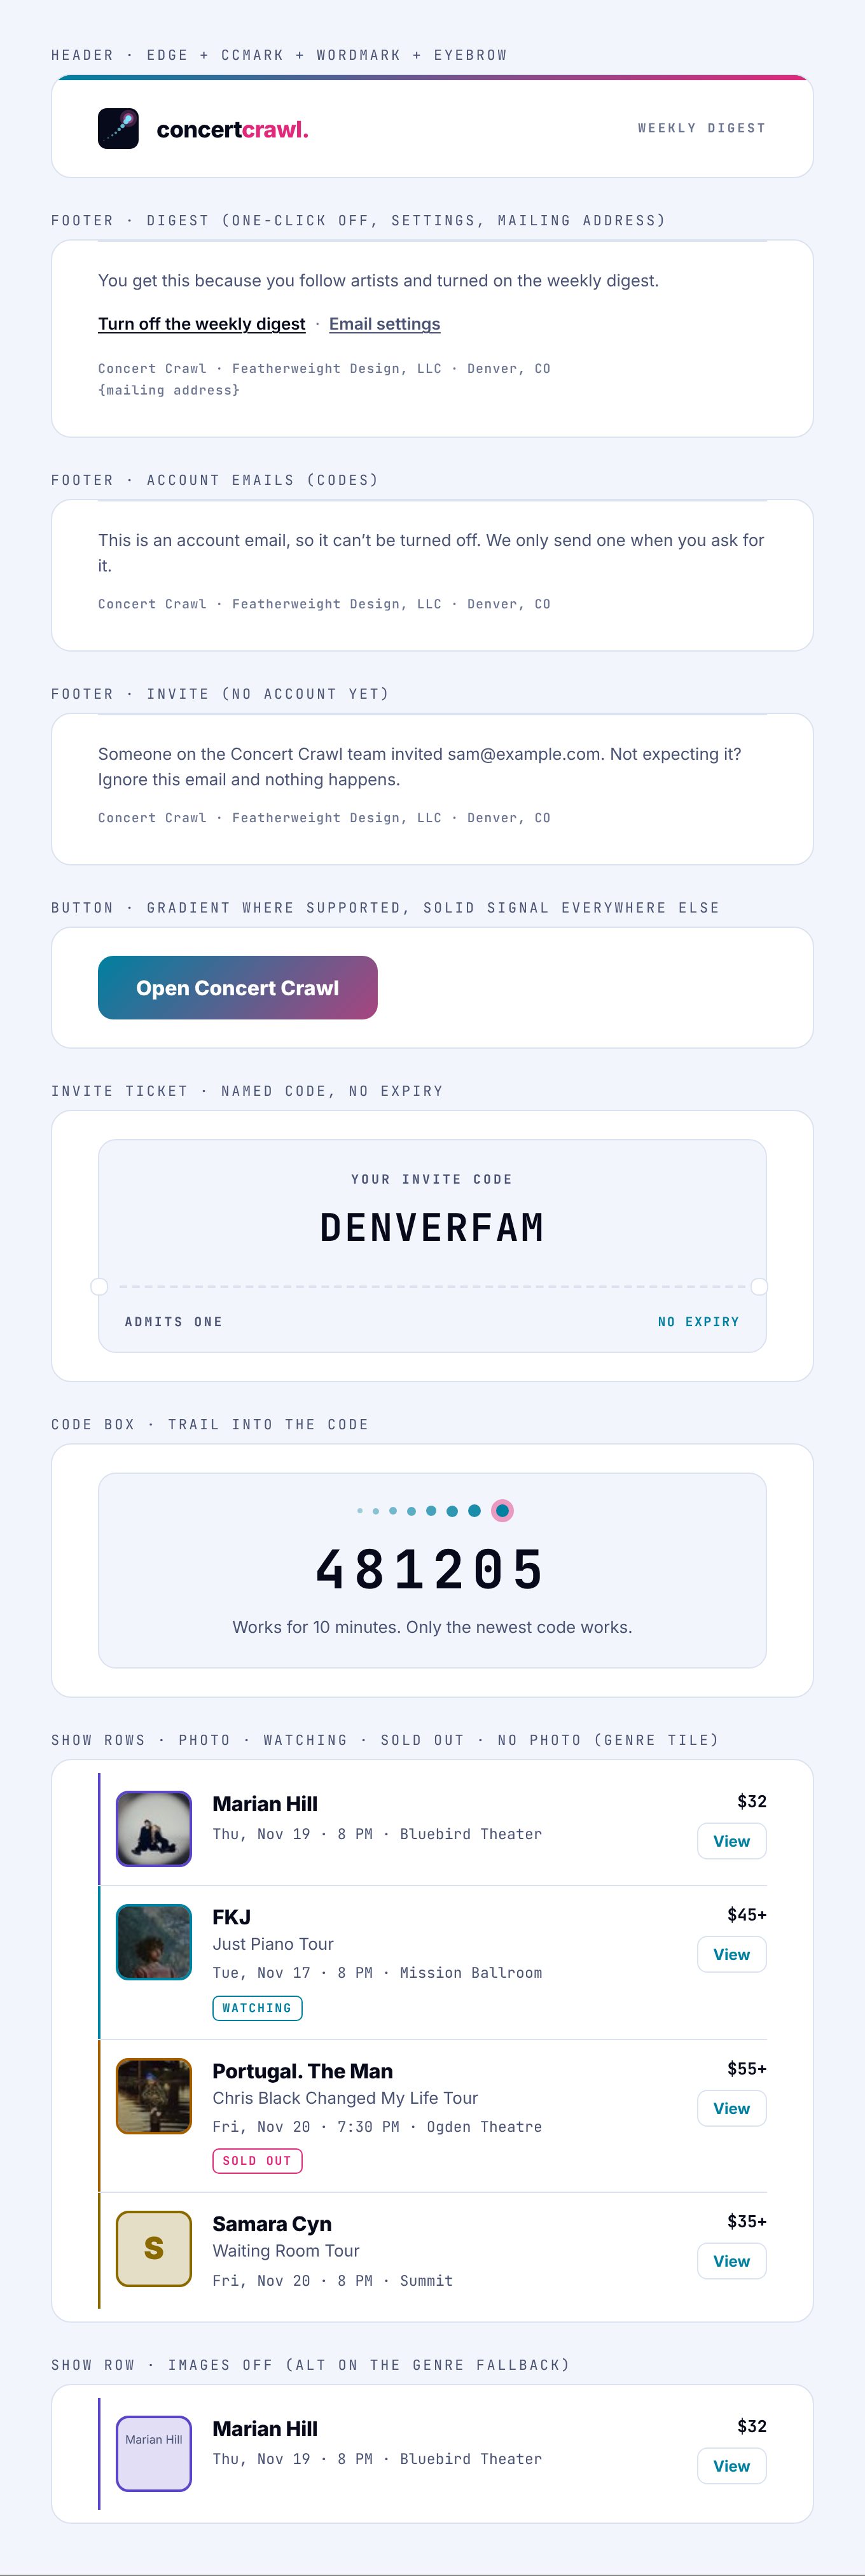 HEADER · EDGE + CCMARK + WORDMARK + EYEBROW
concertcrawl.
WEEKLY DIGEST
FOOTER · DIGEST (ONE-CLICK OFF, SETTINGS, MAILING ADDRESS)
You get this because you follow artists and turned on the weekly digest.
Turn off the weekly digest · Email settings
Concert Crawl · Featherweight Design, LLC · Denver, CO
{mailing address}
FOOTER · ACCOUNT EMAILS (CODES)
This is an account email, so it can’t be turned off. We only send one when you ask for
it.
Concert Crawl · Featherweight Design, LLC · Denver, CO
FOOTER · INVITE (NO ACCOUNT YET)
Someone on the Concert Crawl team invited sam@example.com. Not expecting it?
Ignore this email and nothing happens.
Concert Crawl · Featherweight Design, LLC · Denver, CO
BUTTON · GRADIENT WHERE SUPPORTED, SOLID SIGNAL EVERYWHERE ELSE
Open Concert Crawl
INVITE TICKET · NAMED CODE, NO EXPIRY
YOUR INVITE CODE
DENVERFAM
ADMITS ONE
NO EXPIRY
CODE BOX · TRAIL INTO THE CODE
481205
Works for 10 minutes. Only the newest code works.
SHOW ROWS · PHOTO · WATCHING · SOLD OUT · NO PHOTO (GENRE TILE)
Marian Hill
Thu, Nov 19 · 8 PM · Bluebird Theater
$32
View
FKJ
Just Piano Tour
Tue, Nov 17 · 8 PM · Mission Ballroom
WATCHING
$45+
View
Portugal. The Man
Chris Black Changed My Life Tour
Fri, Nov 20 · 7:30 PM · Ogden Theatre
SOLD OUT
$55+
View
S
Samara Cyn
Waiting Room Tour
Fri, Nov 20 · 8 PM · Summit
$35+
View
SHOW ROW · IMAGES OFF (ALT ON THE GENRE FALLBACK)
Marian Hill
Marian Hill
Thu, Nov 19 · 8 PM · Bluebird Theater
$32
View